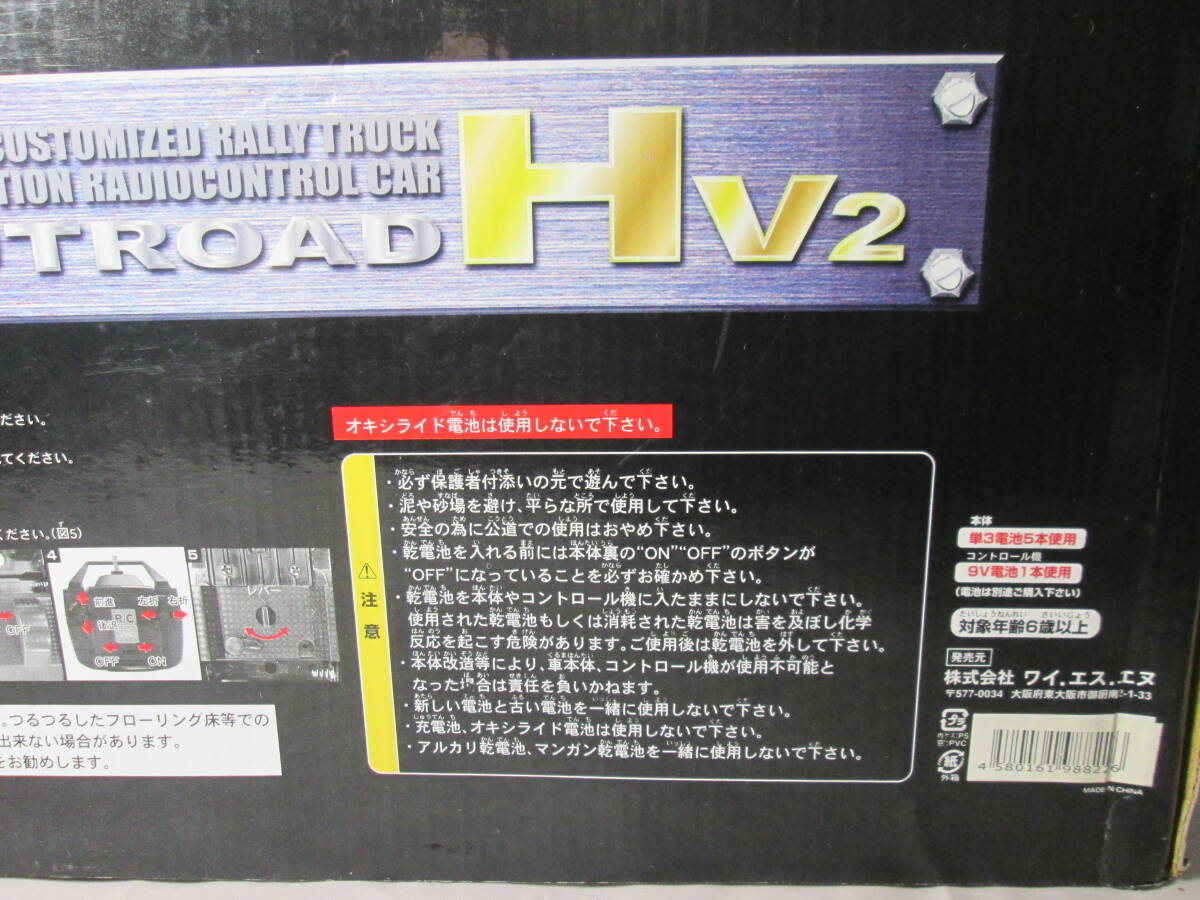 CUSTOMIZED RALLY TRUCK
TION RADIOCONTROL CAR
TROAD HV2
ださい。
てください。
ください。(図5)
オキシライド電池は使用しないで下さい。
注意
・必ず保護者付添いの元で遊んで下さい。
・泥や砂場を避け、平らな所で使用して下さい。
・安全の為に公道での使用はおやめ下さい。
・乾電池を入れる前には本体裏の“ON”“OFF”のボタンが
“OFF”になっていることを必ずお確かめ下さい。
・乾電池を本体やコントロール機に入たままにしないで下さい。
使用された乾電池もしくは消耗された乾電池は害を及ぼし化学
反応を起こす危険があります。ご使用後は乾電池を外して下さい。
・本体改造等により、車本体、コントロール機が使用不可能と
なった場合は責任を負いかねます。
・新しい電池と古い電池を一緒に使用しないで下さい。
・充電池、オキシライド電池は使用しないで下さい。
・アルカリ乾電池、マンガン乾電池を一緒に使用しないで下さい。
4
OFF
前進 左折 右折
R/C
OFF ON
5
レバー
。つるつるしたフローリング床等での
出来ない場合があります。
をお勧めします。
本体
単3電池5本使用
コントロール機
9V電池1本使用
(電池は別途ご購入下さい)
対象年齢6歳以上
発売元
株式会社 ワイ.エス.エヌ
〒577-0034 大阪府東大阪市御厨南2-1-33
プラ
内ケース:PS
窓:PVC
紙
外箱
4 580161 988226
MADE IN CHINA